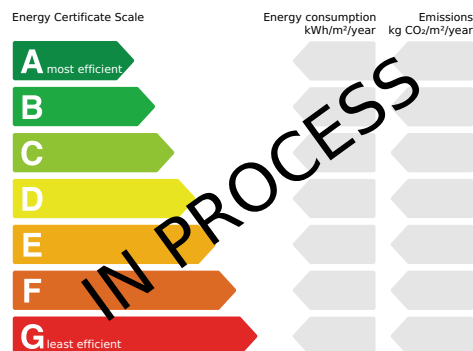 Energy Certificate Scale
Energy consumption
kWh/m²/year
Emissions
kg CO₂/m²/year
A most efficient
B
C
D
E
F
G least efficient
IN PROCESS